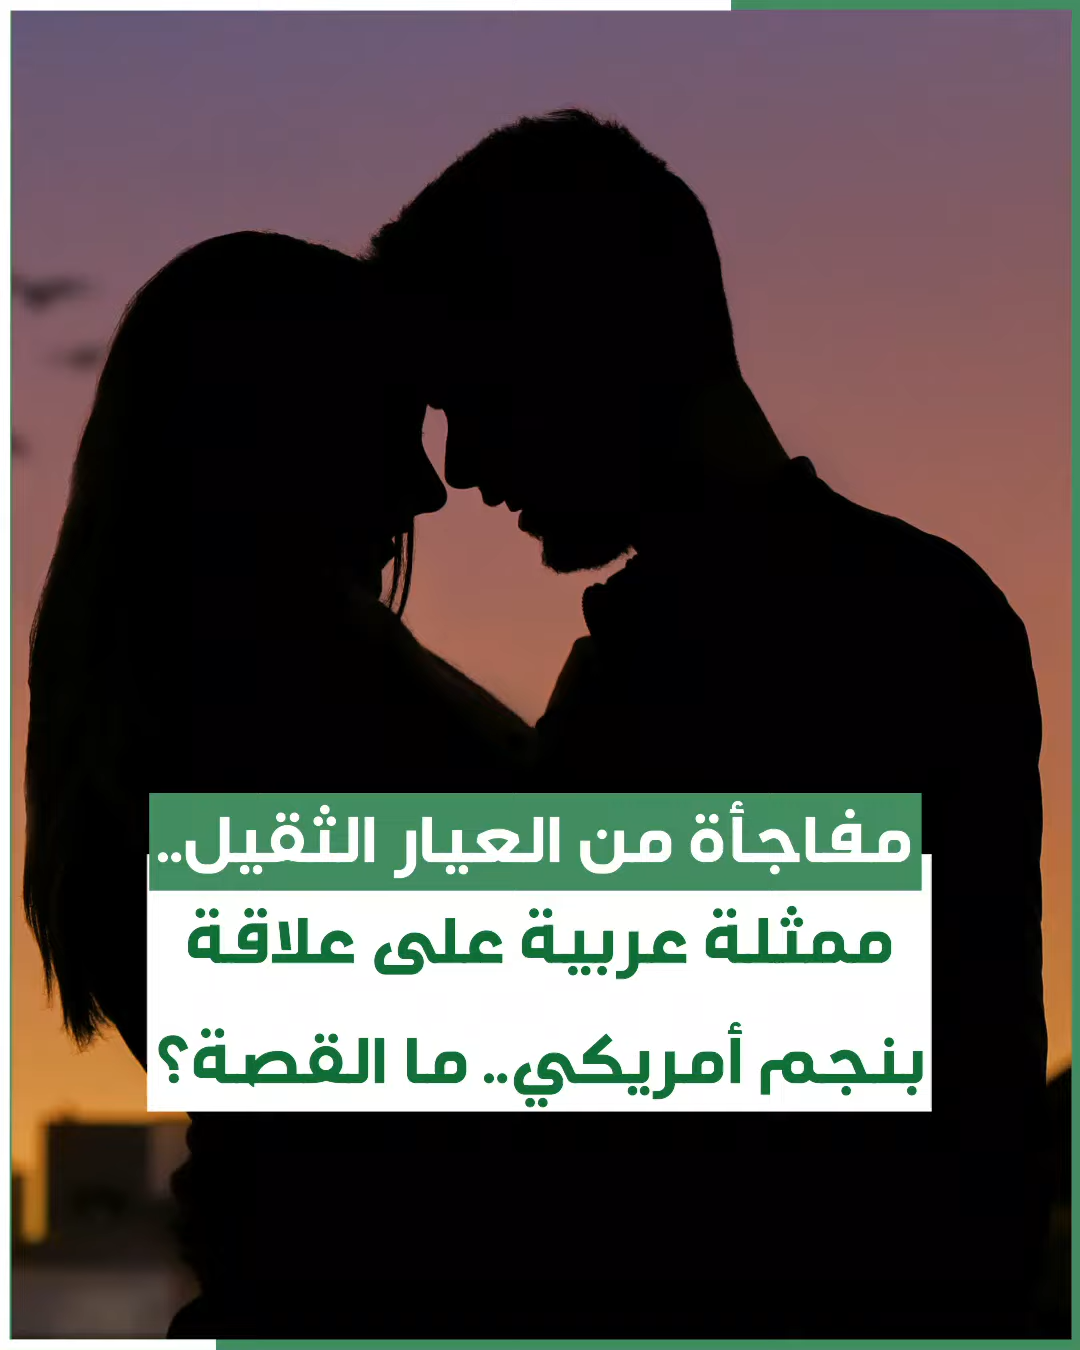 مفاجأة من العيار الثقيل..
ممثلة عربية على علاقة
بنجم أمريكي.. ما القصة؟